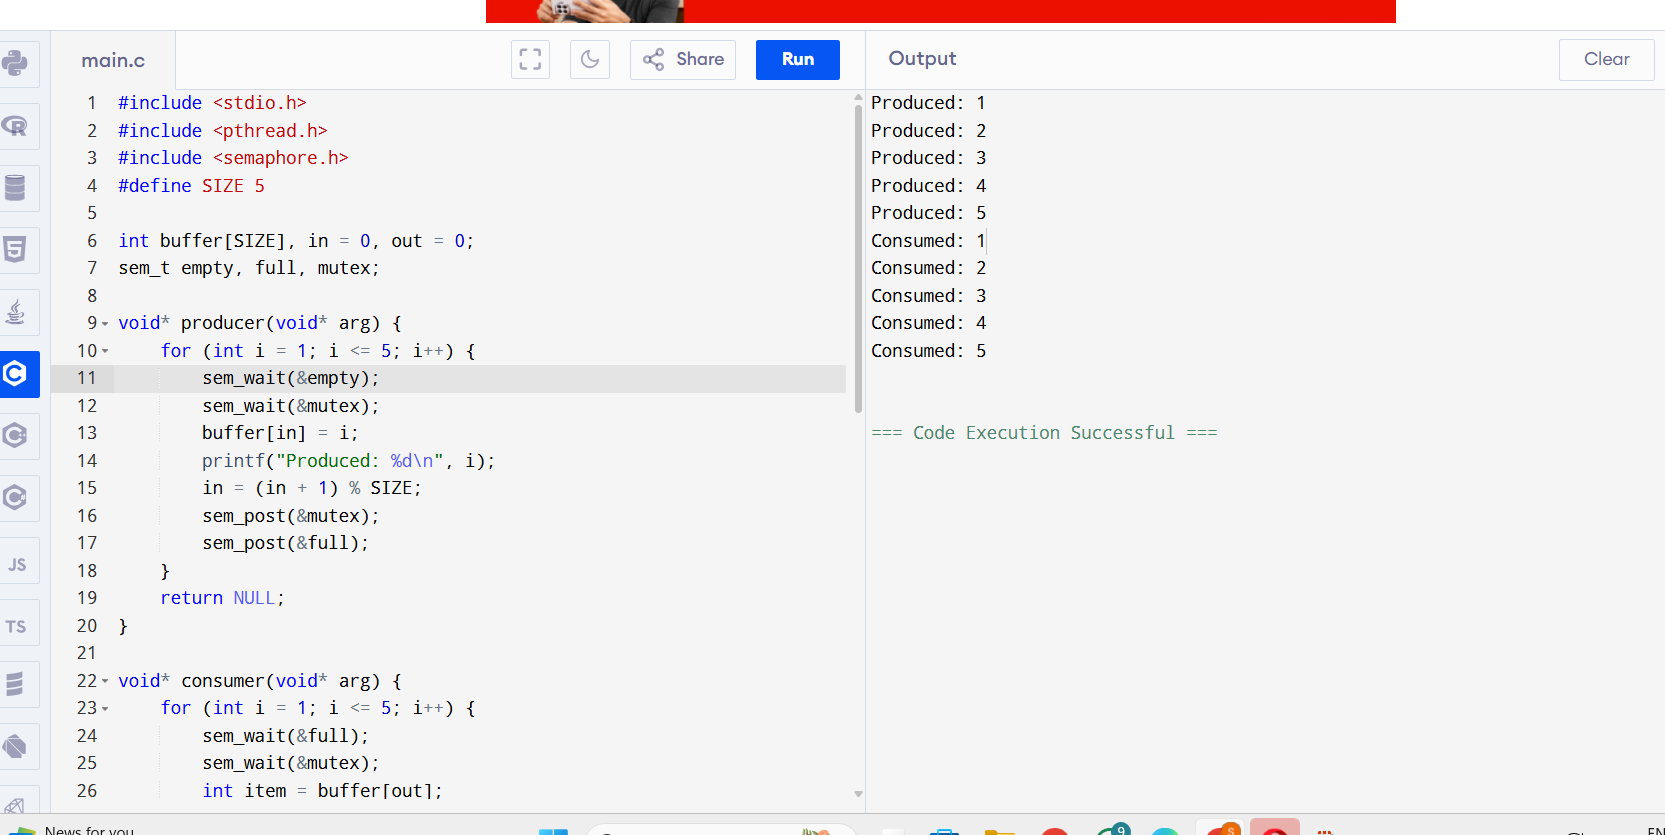 main.c
Share
Run
Output
Clear
1 #include <stdio.h>
2 #include <pthread.h>
3 #include <semaphore.h>
4 #define SIZE 5
5
6 int buffer[SIZE], in = 0, out = 0;
7 sem_t empty, full, mutex;
8
9 void* producer(void* arg) {
10 for (int i = 1; i <= 5; i++) {
11 sem_wait(&empty);
12 sem_wait(&mutex);
13 buffer[in] = i;
14 printf("Produced: %d\n", i);
15 in = (in + 1) % SIZE;
16 sem_post(&mutex);
17 sem_post(&full);
18 }
19 return NULL;
20 }
21
22 void* consumer(void* arg) {
23 for (int i = 1; i <= 5; i++) {
24 sem_wait(&full);
25 sem_wait(&mutex);
26 int item = buffer[out];
Produced: 1
Produced: 2
Produced: 3
Produced: 4
Produced: 5
Consumed: 1
Consumed: 2
Consumed: 3
Consumed: 4
Consumed: 5
=== Code Execution Successful ===
R
5
C
JS
TS
News for you
9
S
EN